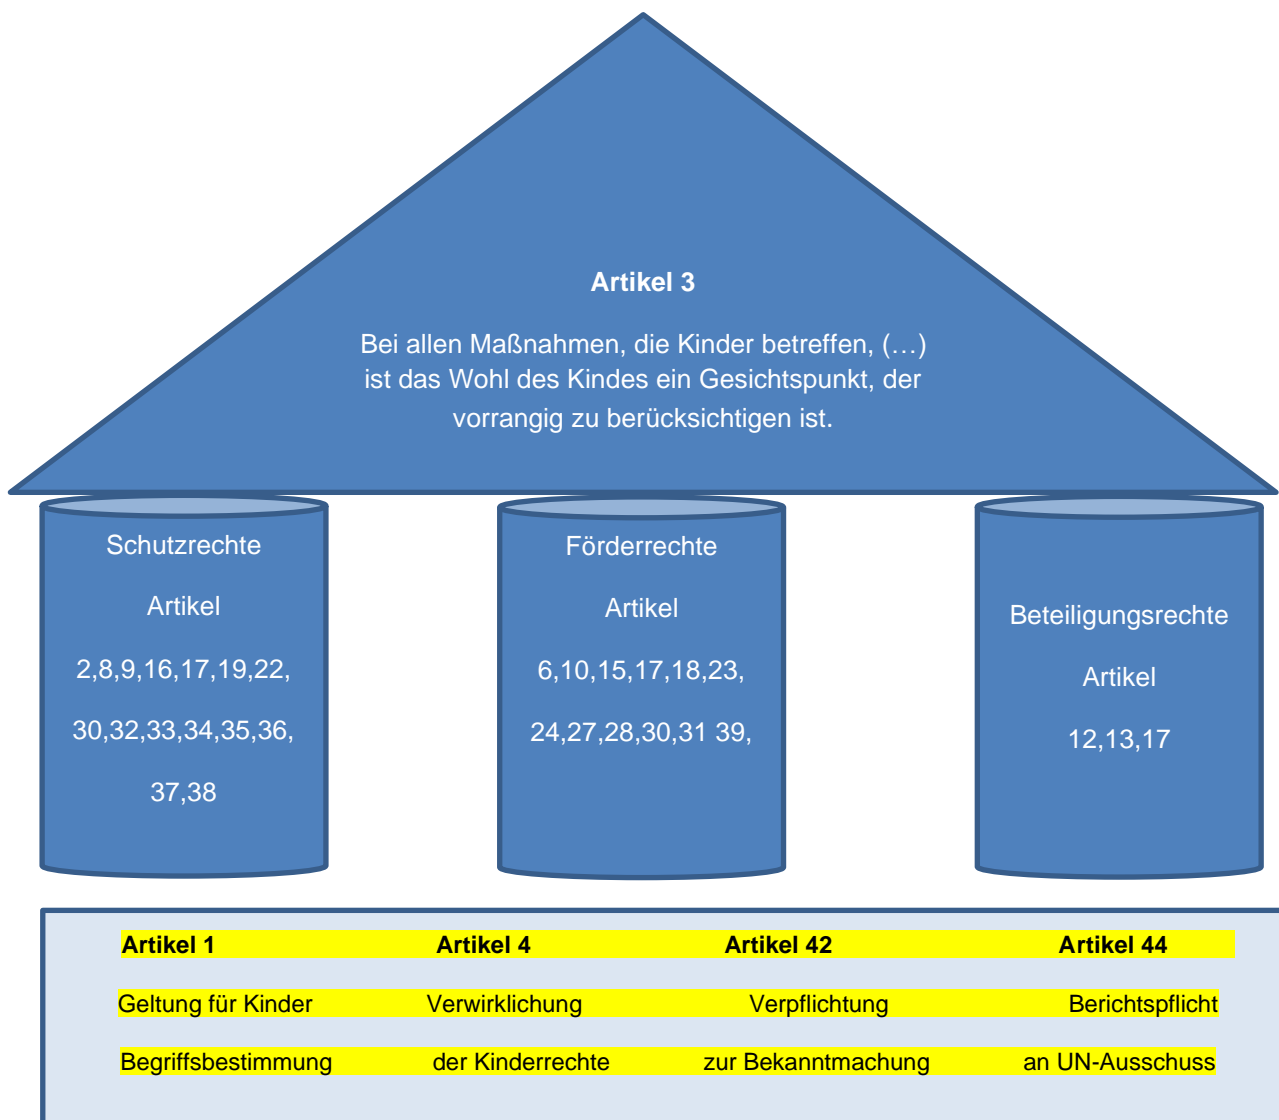 Artikel 3
Bei allen Maßnahmen, die Kinder betreffen, (…)
ist das Wohl des Kindes ein Gesichtspunkt, der
vorrangig zu berücksichtigen ist.
Schutzrechte
Artikel
2,8,9,16,17,19,22,
30,32,33,34,35,36,
37,38
Förderrechte
Artikel
6,10,15,17,18,23,
24,27,28,30,31 39,
Beteiligungsrechte
Artikel
12,13,17
Artikel 1 Artikel 4 Artikel 42 Artikel 44
Geltung für Kinder Verwirklichung Verpflichtung Berichtspflicht
Begriffsbestimmung der Kinderrechte zur Bekanntmachung an UN-Ausschuss